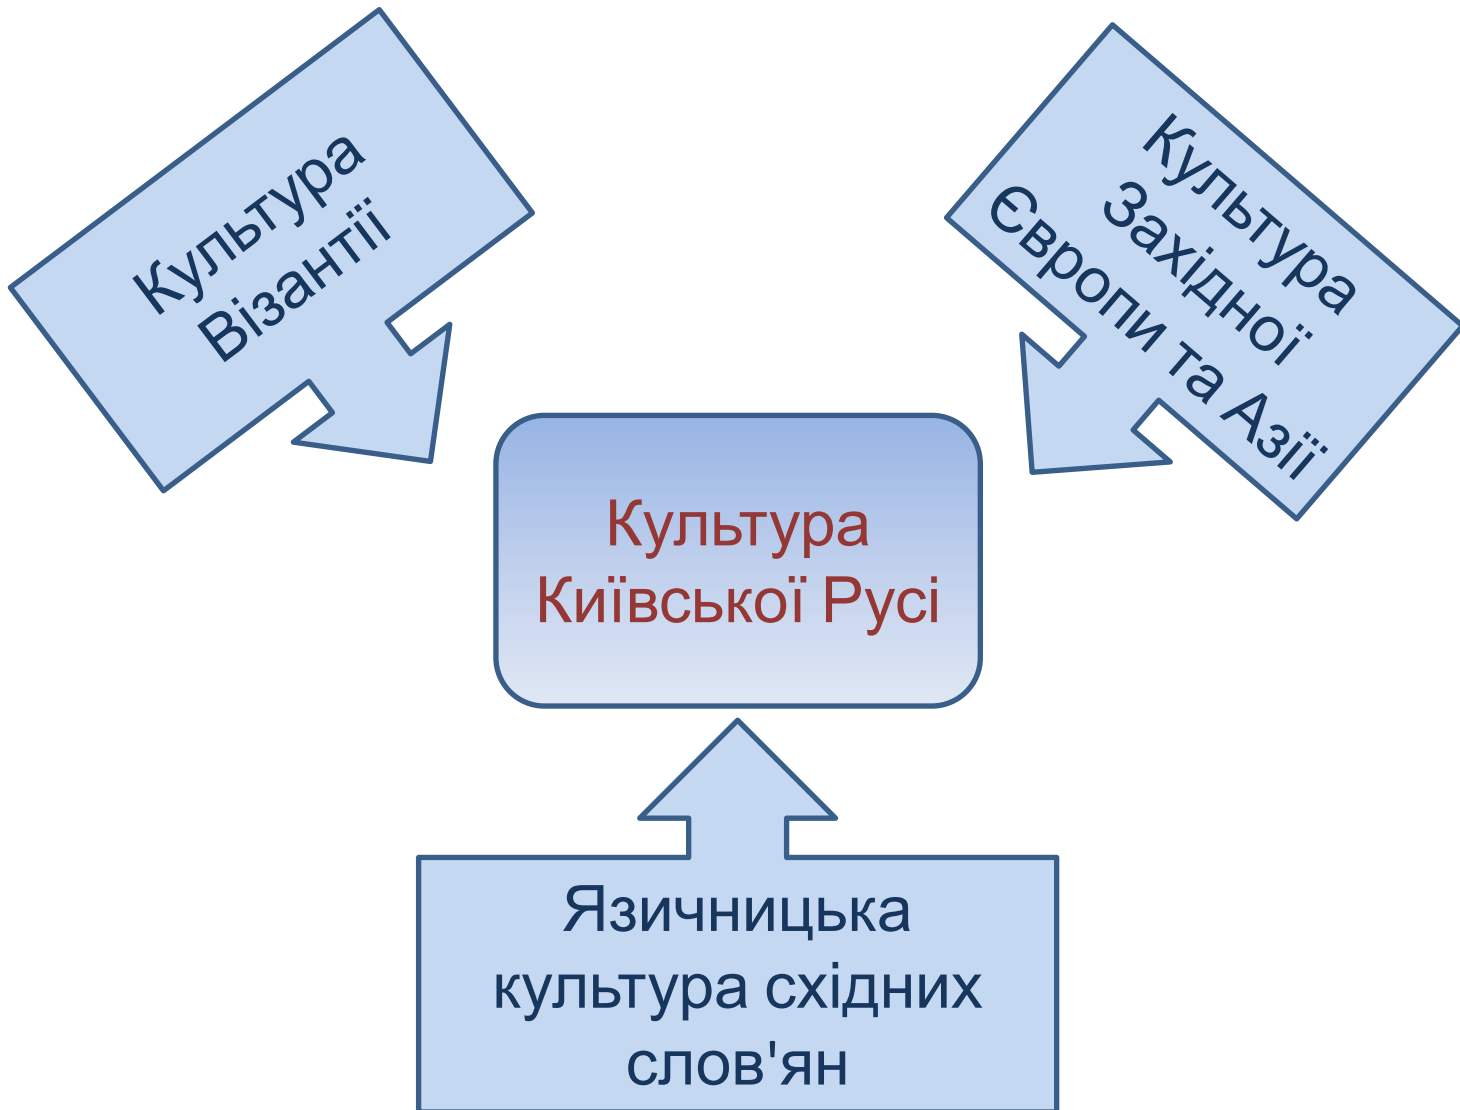 Культура
Візантії
Культура
Західної
Європи та Азії
Культура
Київської Русі
Язичницька
культура східних
слов'ян